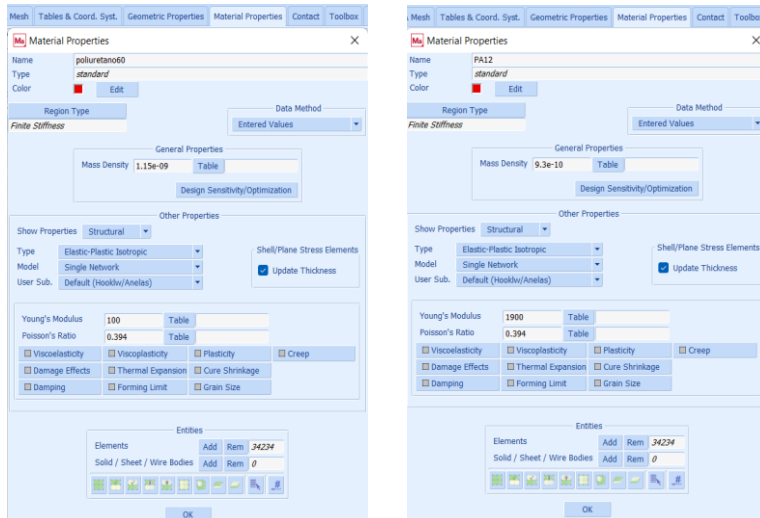 Mesh Tables & Coord. Syst. Geometric Properties Material Properties Contact Toolbox
Ma Material Properties
Name poliuretano60
Type standard
Color Edit
Region Type
Finite Stiffness
Data Method
Entered Values
General Properties
Mass Density 1.15e-09 Table
Design Sensitivity/Optimization
Other Properties
Show Properties Structural
Type Elastic-Plastic Isotropic
Model Single Network
User Sub. Default (Hooklw/Anelas)
Shell/Plane Stress Elements
Update Thickness
Young's Modulus 100 Table
Poisson's Ratio 0.394 Table
Viscoelasticity Viscoplasticity Plasticity Creep
Damage Effects Thermal Expansion Cure Shrinkage
Damping Forming Limit Grain Size
Entities
Elements Add Rem 34234
Solid / Sheet / Wire Bodies Add Rem 0
OK
Mesh Tables & Coord. Syst. Geometric Properties Material Properties Contact Toolbo
Ma Material Properties
Name PA12
Type standard
Color Edit
Region Type
Finite Stiffness
Data Method
Entered Values
General Properties
Mass Density 9.3e-10 Table
Design Sensitivity/Optimization
Other Properties
Show Properties Structural
Type Elastic-Plastic Isotropic
Model Single Network
User Sub. Default (Hooklw/Anelas)
Shell/Plane Stress Elements
Update Thickness
Young's Modulus 1900 Table
Poisson's Ratio 0.394 Table
Viscoelasticity Viscoplasticity Plasticity Creep
Damage Effects Thermal Expansion Cure Shrinkage
Damping Forming Limit Grain Size
Entities
Elements Add Rem 34234
Solid / Sheet / Wire Bodies Add Rem 0
OK